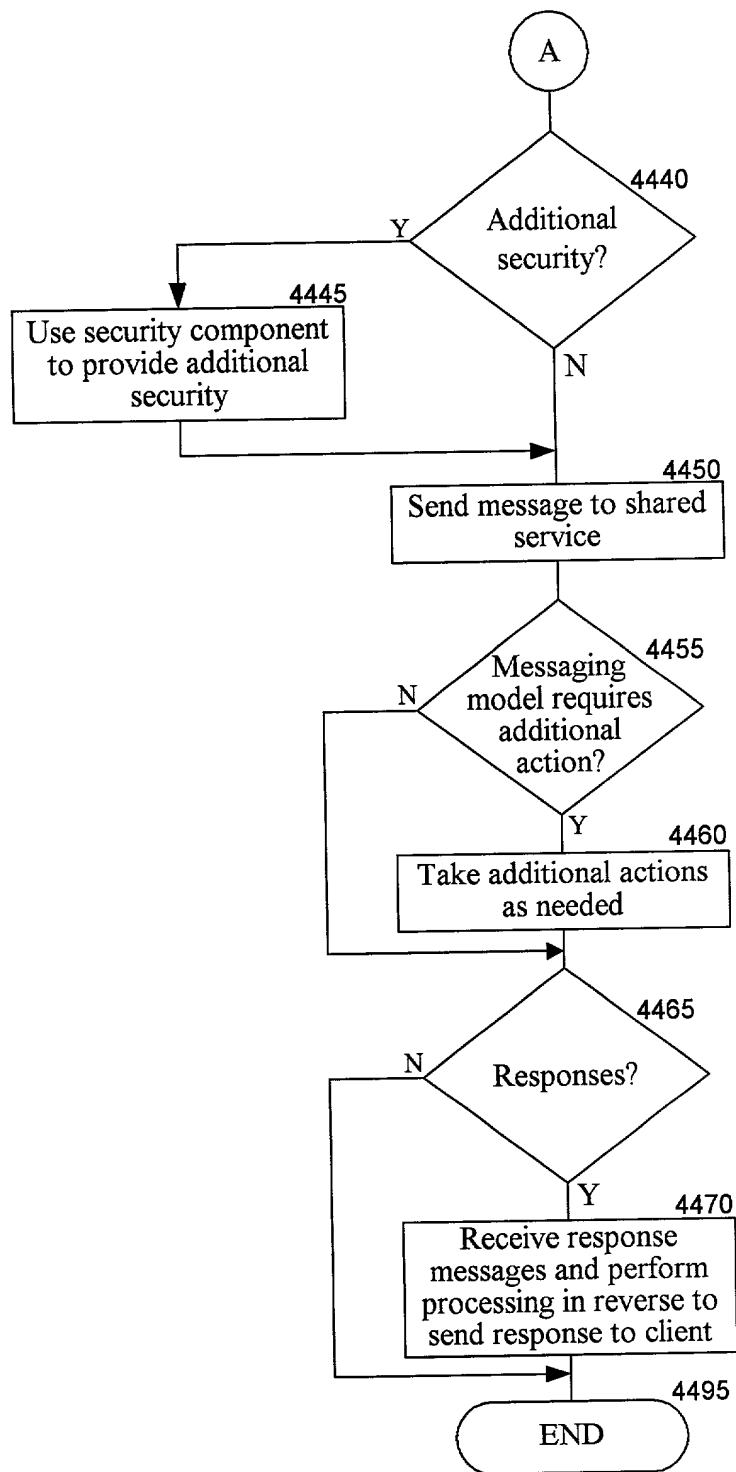 A
4440
Additional
security?
Y
N
4445
Use security component
to provide additional
security
4450
Send message to shared
service
4455
Messaging
model requires
additional
action?
N
Y
4460
Take additional actions
as needed
4465
Responses?
N
Y
4470
Receive response
messages and perform
processing in reverse to
send response to client
4495
END